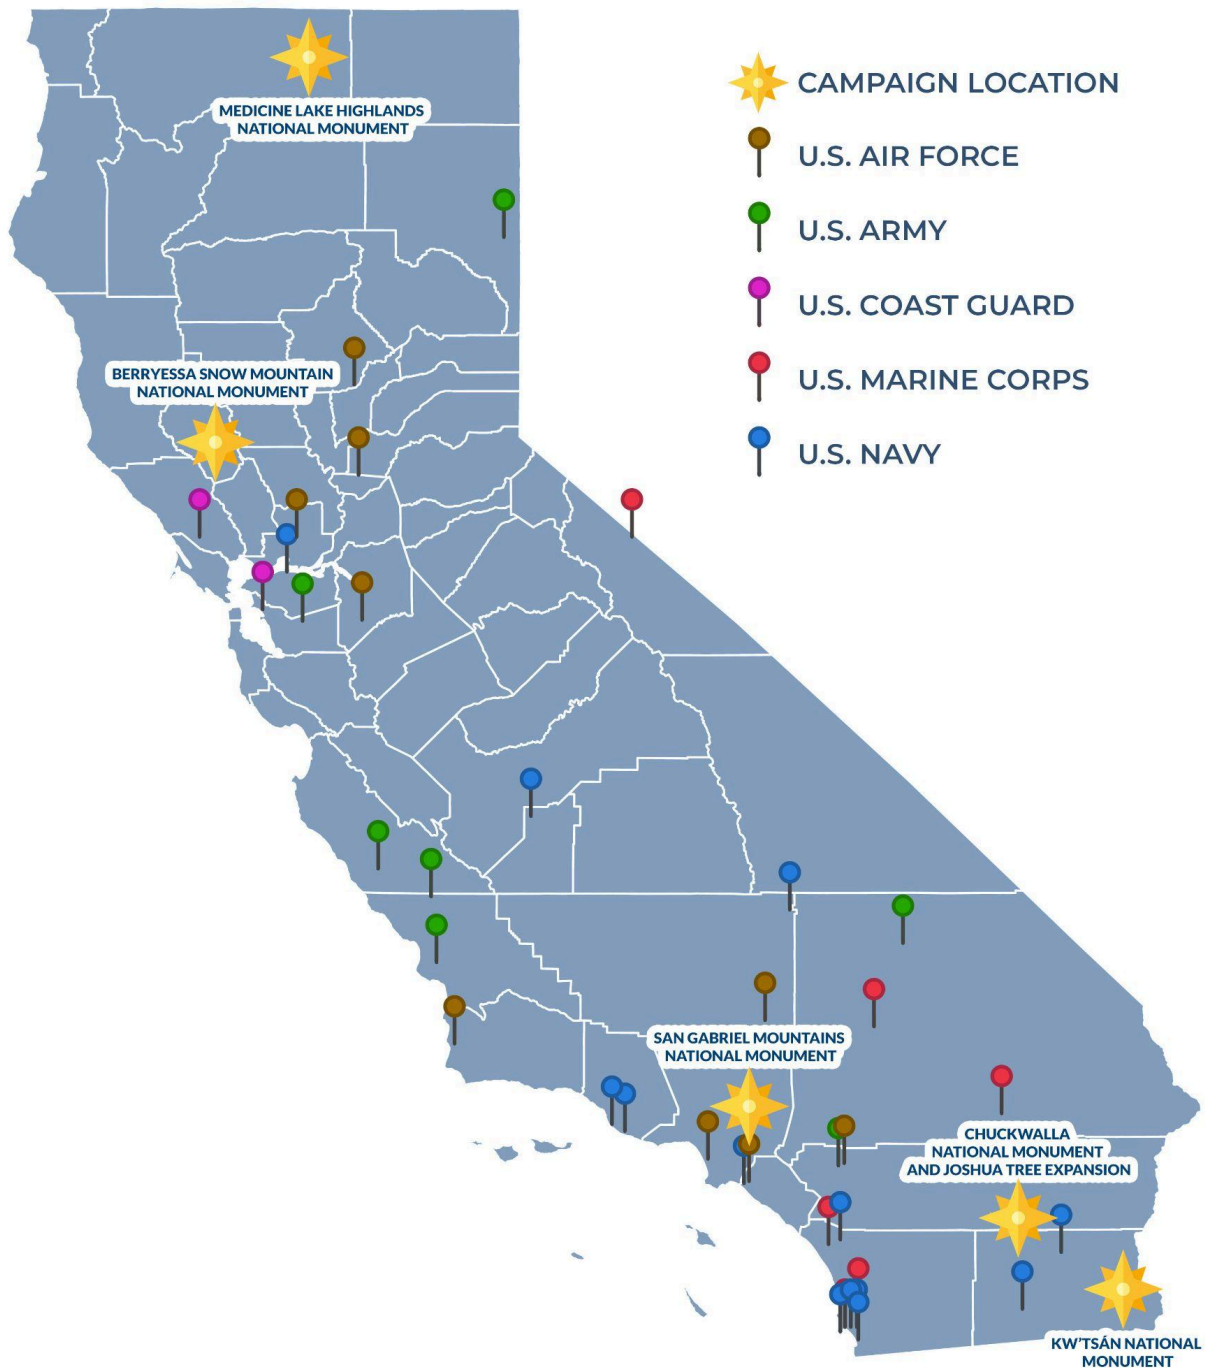 CAMPAIGN LOCATION
U.S. AIR FORCE
U.S. ARMY
U.S. COAST GUARD
U.S. MARINE CORPS
U.S. NAVY
MEDICINE LAKE HIGHLANDS
NATIONAL MONUMENT
BERRYESSA SNOW MOUNTAIN
NATIONAL MONUMENT
SAN GABRIEL MOUNTAINS
NATIONAL MONUMENT
CHUCKWALLA
NATIONAL MONUMENT
AND JOSHUA TREE EXPANSION
KW'TSÁN NATIONAL
MONUMENT